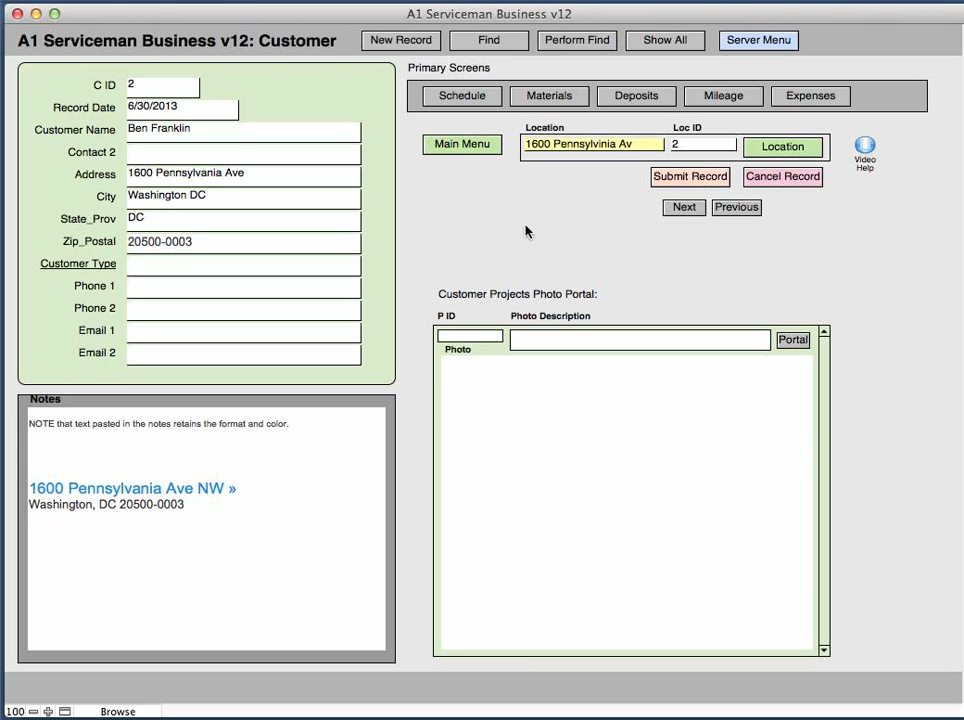 A1 Serviceman Business v12
A1 Serviceman Business v12: Customer
New Record
Find
Perform Find
Show All
Server Menu
C ID 2
Record Date 6/30/2013
Customer Name Ben Franklin
Contact 2
Address 1600 Pennsylvania Ave
City Washington DC
State_Prov DC
Zip_Postal 20500-0003
Customer Type
Phone 1
Phone 2
Email 1
Email 2
Notes
NOTE that text pasted in the notes retains the format and color.
1600 Pennsylvania Ave NW »
Washington, DC 20500-0003
Primary Screens
Schedule
Materials
Deposits
Mileage
Expenses
Main Menu
Location
Loc ID
1600 Pennsylvinia Av
2
Location
Video
Help
Submit Record
Cancel Record
Next
Previous
Customer Projects Photo Portal:
P ID
Photo Description
Portal
Photo
100
Browse